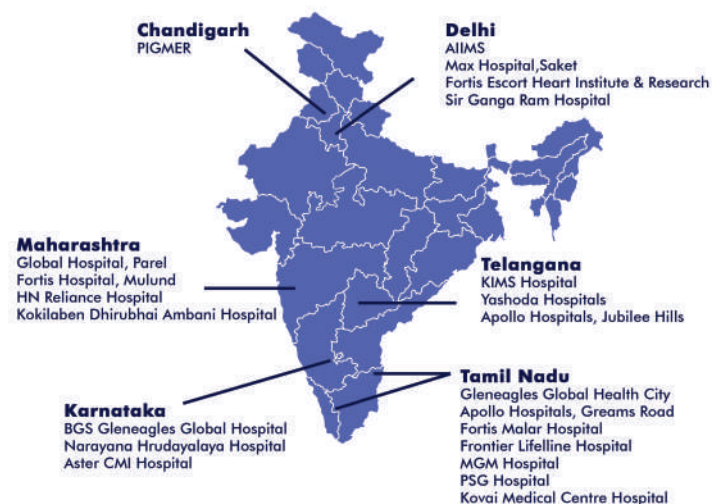 Chandigarh
PIGMER
Delhi
AIIMS
Max Hospital,Saket
Fortis Escort Heart Institute & Research
Sir Ganga Ram Hospital
Maharashtra
Global Hospital, Parel
Fortis Hospital, Mulund
HN Reliance Hospital
Kokilaben Dhirubhai Ambani Hospital
Telangana
KIMS Hospital
Yashoda Hospitals
Apollo Hospitals, Jubilee Hills
Karnataka
BGS Gleneagles Global Hospital
Narayana Hrudayalaya Hospital
Aster CMI Hospital
Tamil Nadu
Gleneagles Global Health City
Apollo Hospitals, Greams Road
Fortis Malar Hospital
Frontier Lifelline Hospital
MGM Hospital
PSG Hospital
Kovai Medical Centre Hospital